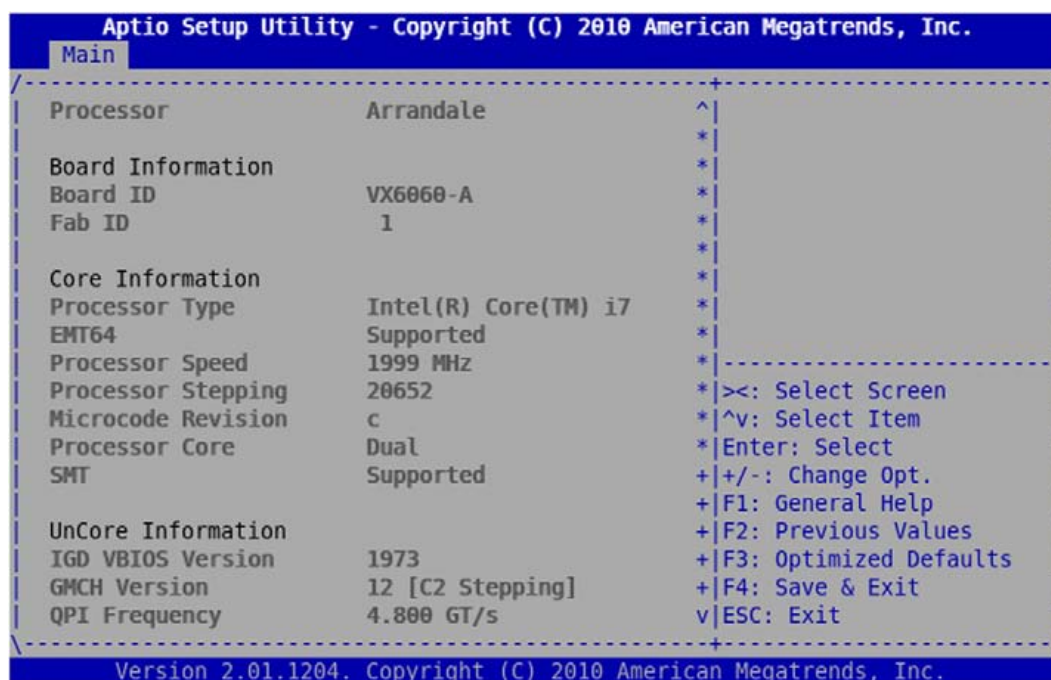 Aptio Setup Utility - Copyright (C) 2010 American Megatrends, Inc.
Main
/----------------------------------------------------+-------------------------
| Processor Arrandale ^|
| *|
| Board Information *|
| Board ID VX6060-A *|
| Fab ID 1 *|
| *|
| Core Information *|
| Processor Type Intel(R) Core(TM) i7 *|
| EMT64 Supported *|
| Processor Speed 1999 MHz *|-------------------------
| Processor Stepping 20652 *|><: Select Screen
| Microcode Revision c *|^v: Select Item
| Processor Core Dual *|Enter: Select
| SMT Supported +|+/-: Change Opt.
| +|F1: General Help
| UnCore Information +|F2: Previous Values
| IGD VBIOS Version 1973 +|F3: Optimized Defaults
| GMCH Version 12 [C2 Stepping] +|F4: Save & Exit
| QPI Frequency 4.800 GT/s v|ESC: Exit
\----------------------------------------------------+-------------------------
Version 2.01.1204. Copyright (C) 2010 American Megatrends, Inc.